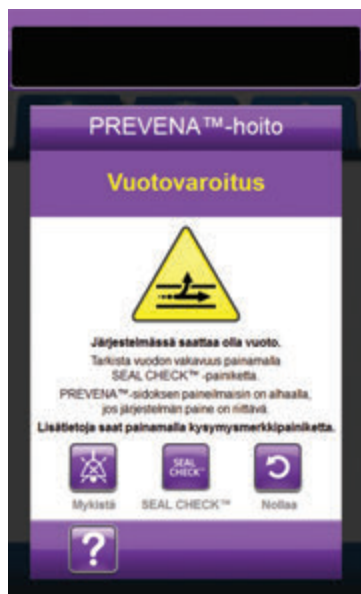 PREVENA™-hoito
Vuotovaroitus
Järjestelmässä saattaa olla vuoto.
Tarkista vuodon vakavuus painamalla
SEAL CHECK™ -painiketta.
PREVENA™-sidoksen paineilmaisin on alhaalla,
jos järjestelmän paine on riittävä.
Lisätietoja saat painamalla kysymysmerkkipainiketta.
SEAL
CHECK™
Mykistä SEAL CHECK™ Nollaa
?